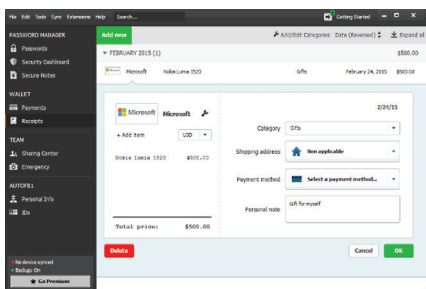 File Edit Tools Sync Extensions Help Search... Getting Started
PASSWORD MANAGER
Passwords
Security Dashboard
Secure Notes
WALLET
Payments
Receipts
TEAM
Sharing Center
Emergency
AUTOFILL
Personal Info
IDs
No device synced
Backups On
Go Premium
Add new Add/Edit Categories Date (Reversed) Expand all
FEBRUARY 2015 (1) $500.00
Microsoft Nokia Lumia 1520 Gifts February 24, 2015 $500.00
Microsoft Microsoft
2/24/15
+ Add item USD
Nokia Lumia 1520 $500.00
Total price: $500.00
Category Gifts
Shipping address Non applicable
Payment method Select a payment method...
Personal note Gift for myself
Delete Cancel OK